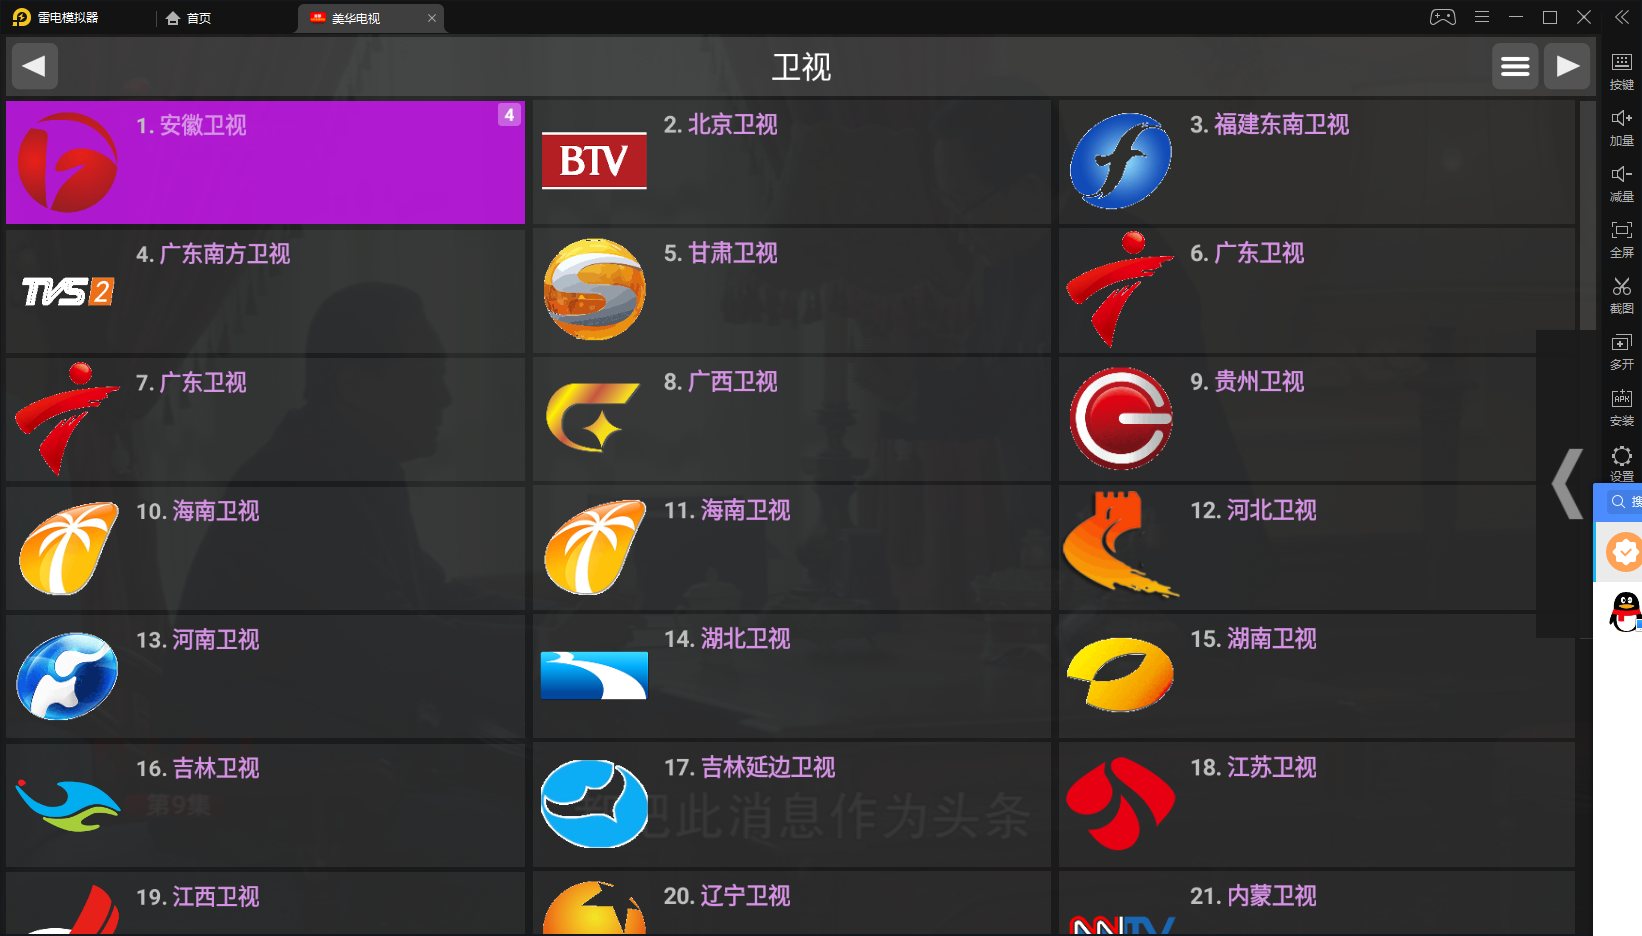 雷电模拟器
首页
美华电视
卫视
1. 安徽卫视
4
2. 北京卫视
BTV
3. 福建东南卫视
4. 广东南方卫视
TVS2
5. 甘肃卫视
6. 广东卫视
7. 广东卫视
8. 广西卫视
9. 贵州卫视
10. 海南卫视
11. 海南卫视
12. 河北卫视
13. 河南卫视
14. 湖北卫视
15. 湖南卫视
16. 吉林卫视
第9集
17. 吉林延边卫视
把此消息作为头条
18. 江苏卫视
19. 江西卫视
20. 辽宁卫视
21. 内蒙卫视
按键
加量
减量
全屏
截图
多开
APK
安装
设置
搜